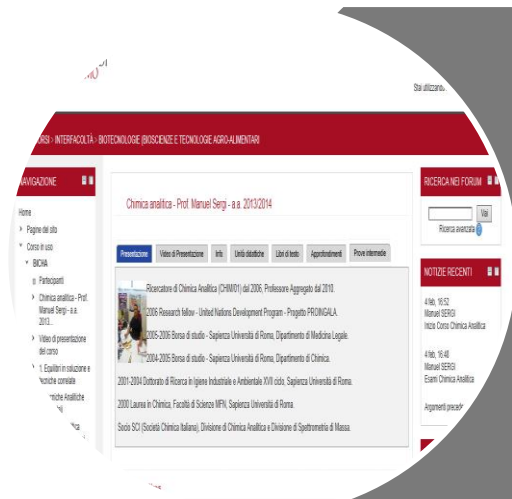 Stai utilizzando
CORSI > INTERFACOLTÀ > BIOTECNOLOGIE (BIOSCIENZE E TECNOLOGIE AGRO-ALIMENTARI
NAVIGAZIONE
Home
Pagine del sito
Corso in uso
BICHA
Partecipanti
Chimica analitica - Prof.
Manuel Sergi - a.a.
2013...
Video di presentazione
del corso
1. Equilibri in soluzione e
tecniche correlate
Chimica analitica - Prof. Manuel Sergi - a.a. 2013/2014
Presentazione Video di Presentazione Info Unità didattiche Libri di testo Approfondimenti Prove intermedie
Ricercatore di Chimica Analitica (CHIM/01) dal 2006, Professore Aggregato dal 2010.
2006 Research fellow - United Nations Development Program - Progetto PROINGALA.
2005-2006 Borsa di studio - Sapienza Università di Roma, Dipartimento di Medicina Legale.
2004-2005 Borsa di studio - Sapienza Università di Roma, Dipartimento di Chimica.
2001-2004 Dottorato di Ricerca in Igiene Industriale e Ambientale XVII ciclo, Sapienza Università di Roma.
2000 Laurea in Chimica, Facoltà di Scienze MFN, Sapienza Università di Roma.
Socio SCI (Società Chimica Italiana), Divisione di Chimica Analitica e Divisione di Spettrometria di Massa.
RICERCA NEI FORUM
Vai
Ricerca avanzata
NOTIZIE RECENTI
4 feb, 16:52
Manuel SERGI
Inizio Corso Chimica Analitica
4 feb, 16:40
Manuel SERGI
Esami Chimica Analitica
Argomenti